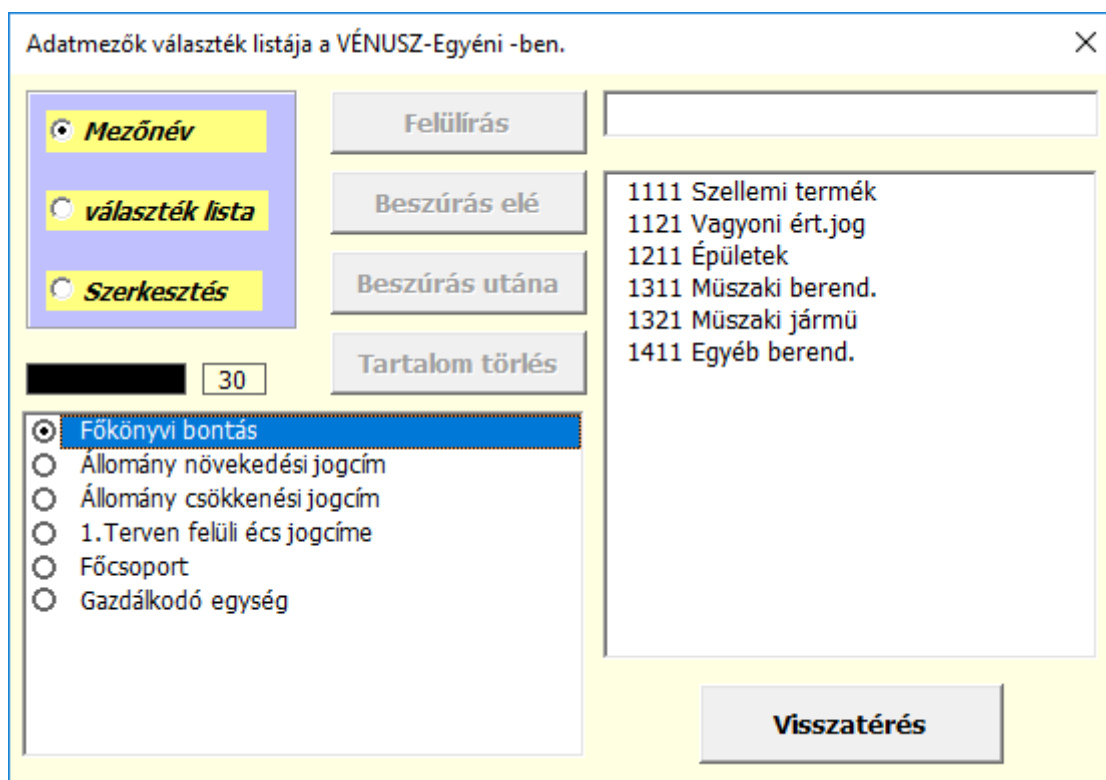 Adatmezők választék listája a VÉNUSZ-Egyéni -ben.
Mezőnév
választék lista
Szerkesztés
Felülírás
Beszúrás elé
Beszúrás utána
Tartalom törlés
30
Főkönyvi bontás
Állomány növekedési jogcím
Állomány csökkenési jogcím
1.Terven felüli écs jogcíme
Főcsoport
Gazdálkodó egység
1111 Szellemi termék
1121 Vagyoni ért.jog
1211 Épületek
1311 Müszaki berend.
1321 Müszaki jármü
1411 Egyéb berend.
Visszatérés